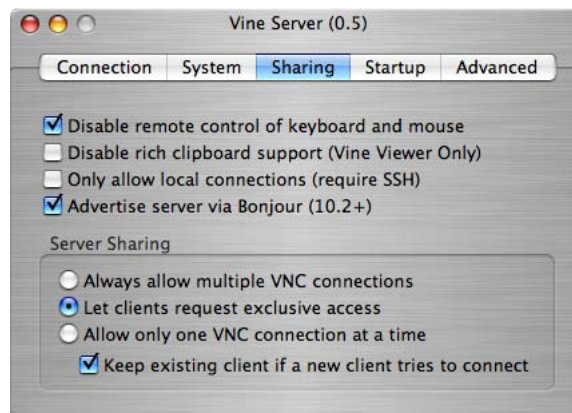 Vine Server (0.5)
Connection System Sharing Startup Advanced
Disable remote control of keyboard and mouse
Disable rich clipboard support (Vine Viewer Only)
Only allow local connections (require SSH)
Advertise server via Bonjour (10.2+)
Server Sharing
Always allow multiple VNC connections
Let clients request exclusive access
Allow only one VNC connection at a time
Keep existing client if a new client tries to connect